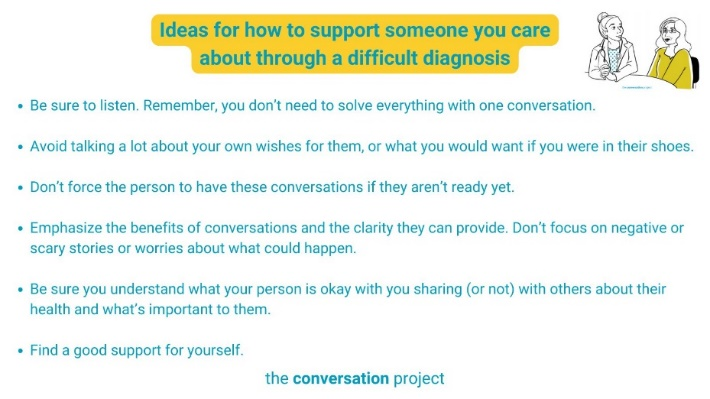 Ideas for how to support someone you care
about through a difficult diagnosis
• Be sure to listen. Remember, you don’t need to solve everything with one conversation.
• Avoid talking a lot about your own wishes for them, or what you would want if you were in their shoes.
• Don’t force the person to have these conversations if they aren’t ready yet.
• Emphasize the benefits of conversations and the clarity they can provide. Don’t focus on negative or
scary stories or worries about what could happen.
• Be sure you understand what your person is okay with you sharing (or not) with others about their
health and what’s important to them.
• Find a good support for yourself.
the conversation project